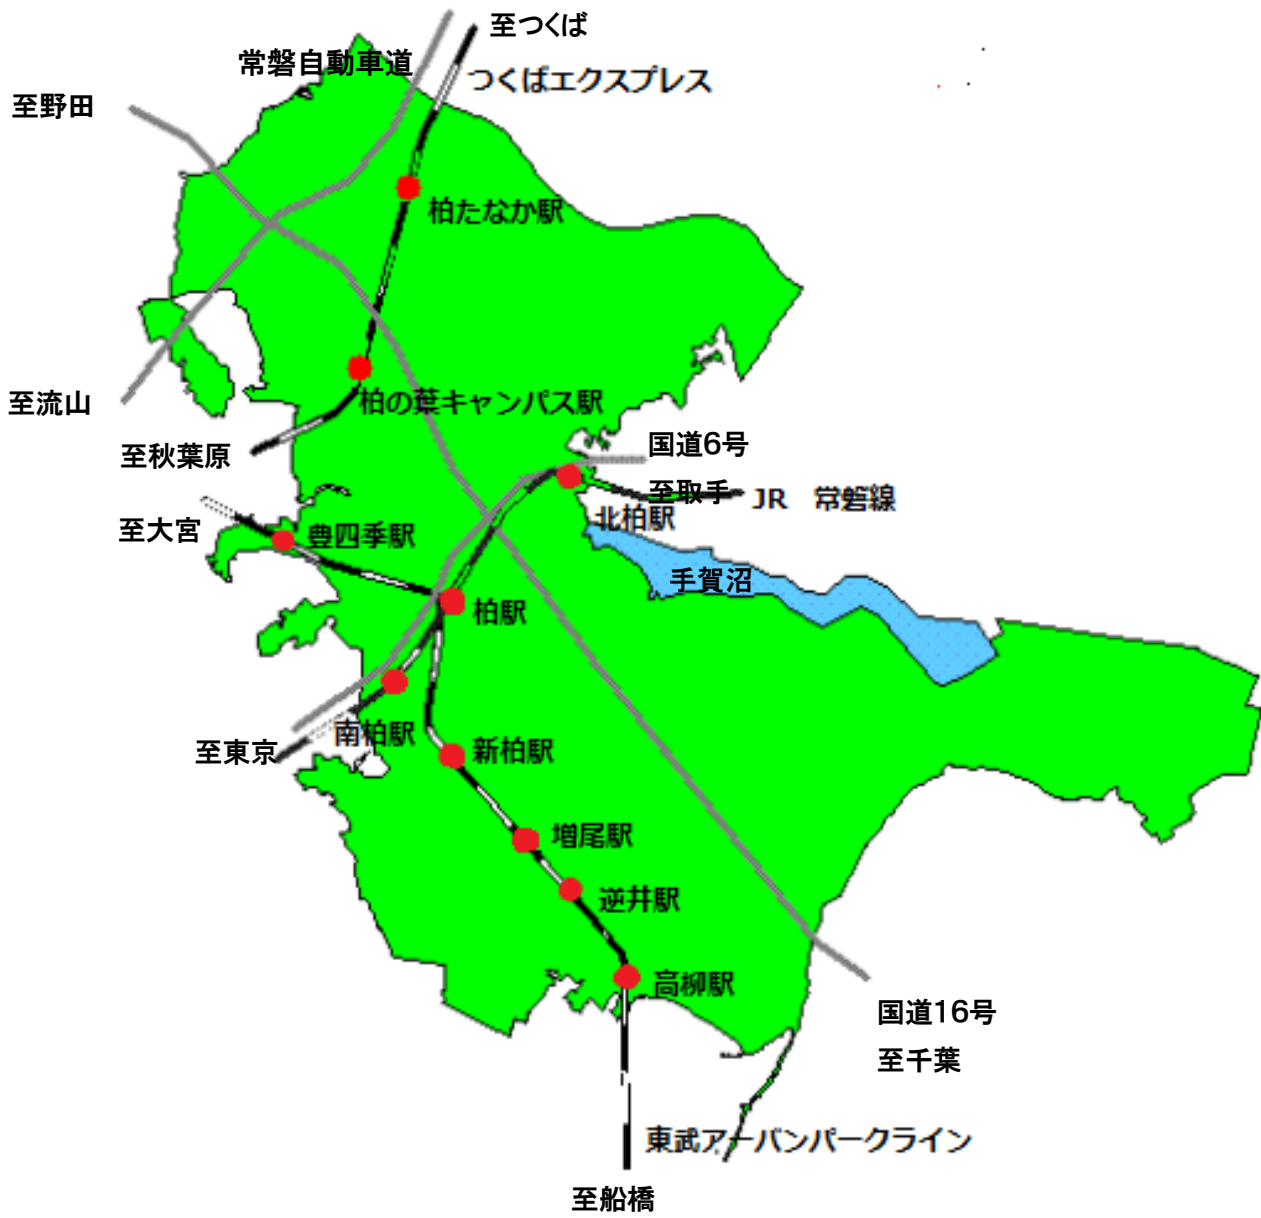 至つくば
常磐自動車道
つくばエクスプレス
至野田
柏たなか駅
至流山
柏の葉キャンパス駅
至秋葉原
国道6号
至取手
JR 常磐線
北柏駅
至大宮
豊四季駅
手賀沼
柏駅
南柏駅
至東京
新柏駅
増尾駅
逆井駅
高柳駅
国道16号
至千葉
東武アーバンパークライン
至船橋